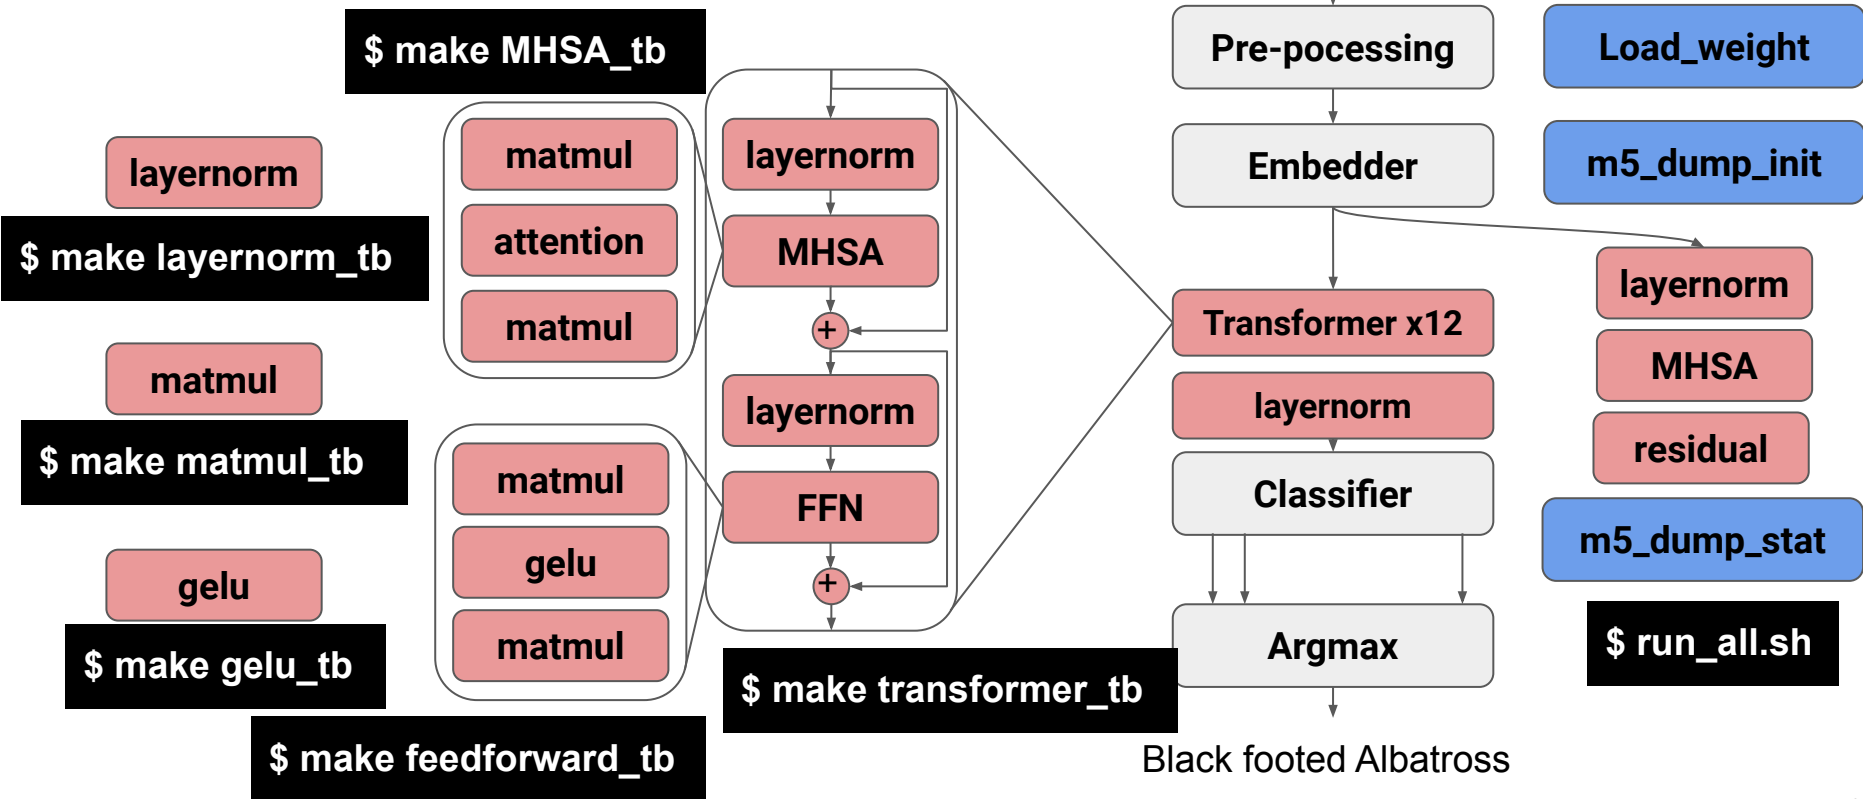 $ make MHSA_tb
layernorm
$ make layernorm_tb
matmul
$ make matmul_tb
gelu
$ make gelu_tb
matmul
attention
matmul
matmul
gelu
matmul
$ make feedforward_tb
layernorm
MHSA
+
layernorm
FFN
+
$ make transformer_tb
Pre-pocessing
Embedder
Transformer x12
layernorm
Classifier
Argmax
Black footed Albatross
Load_weight
m5_dump_init
layernorm
MHSA
residual
m5_dump_stat
$ run_all.sh